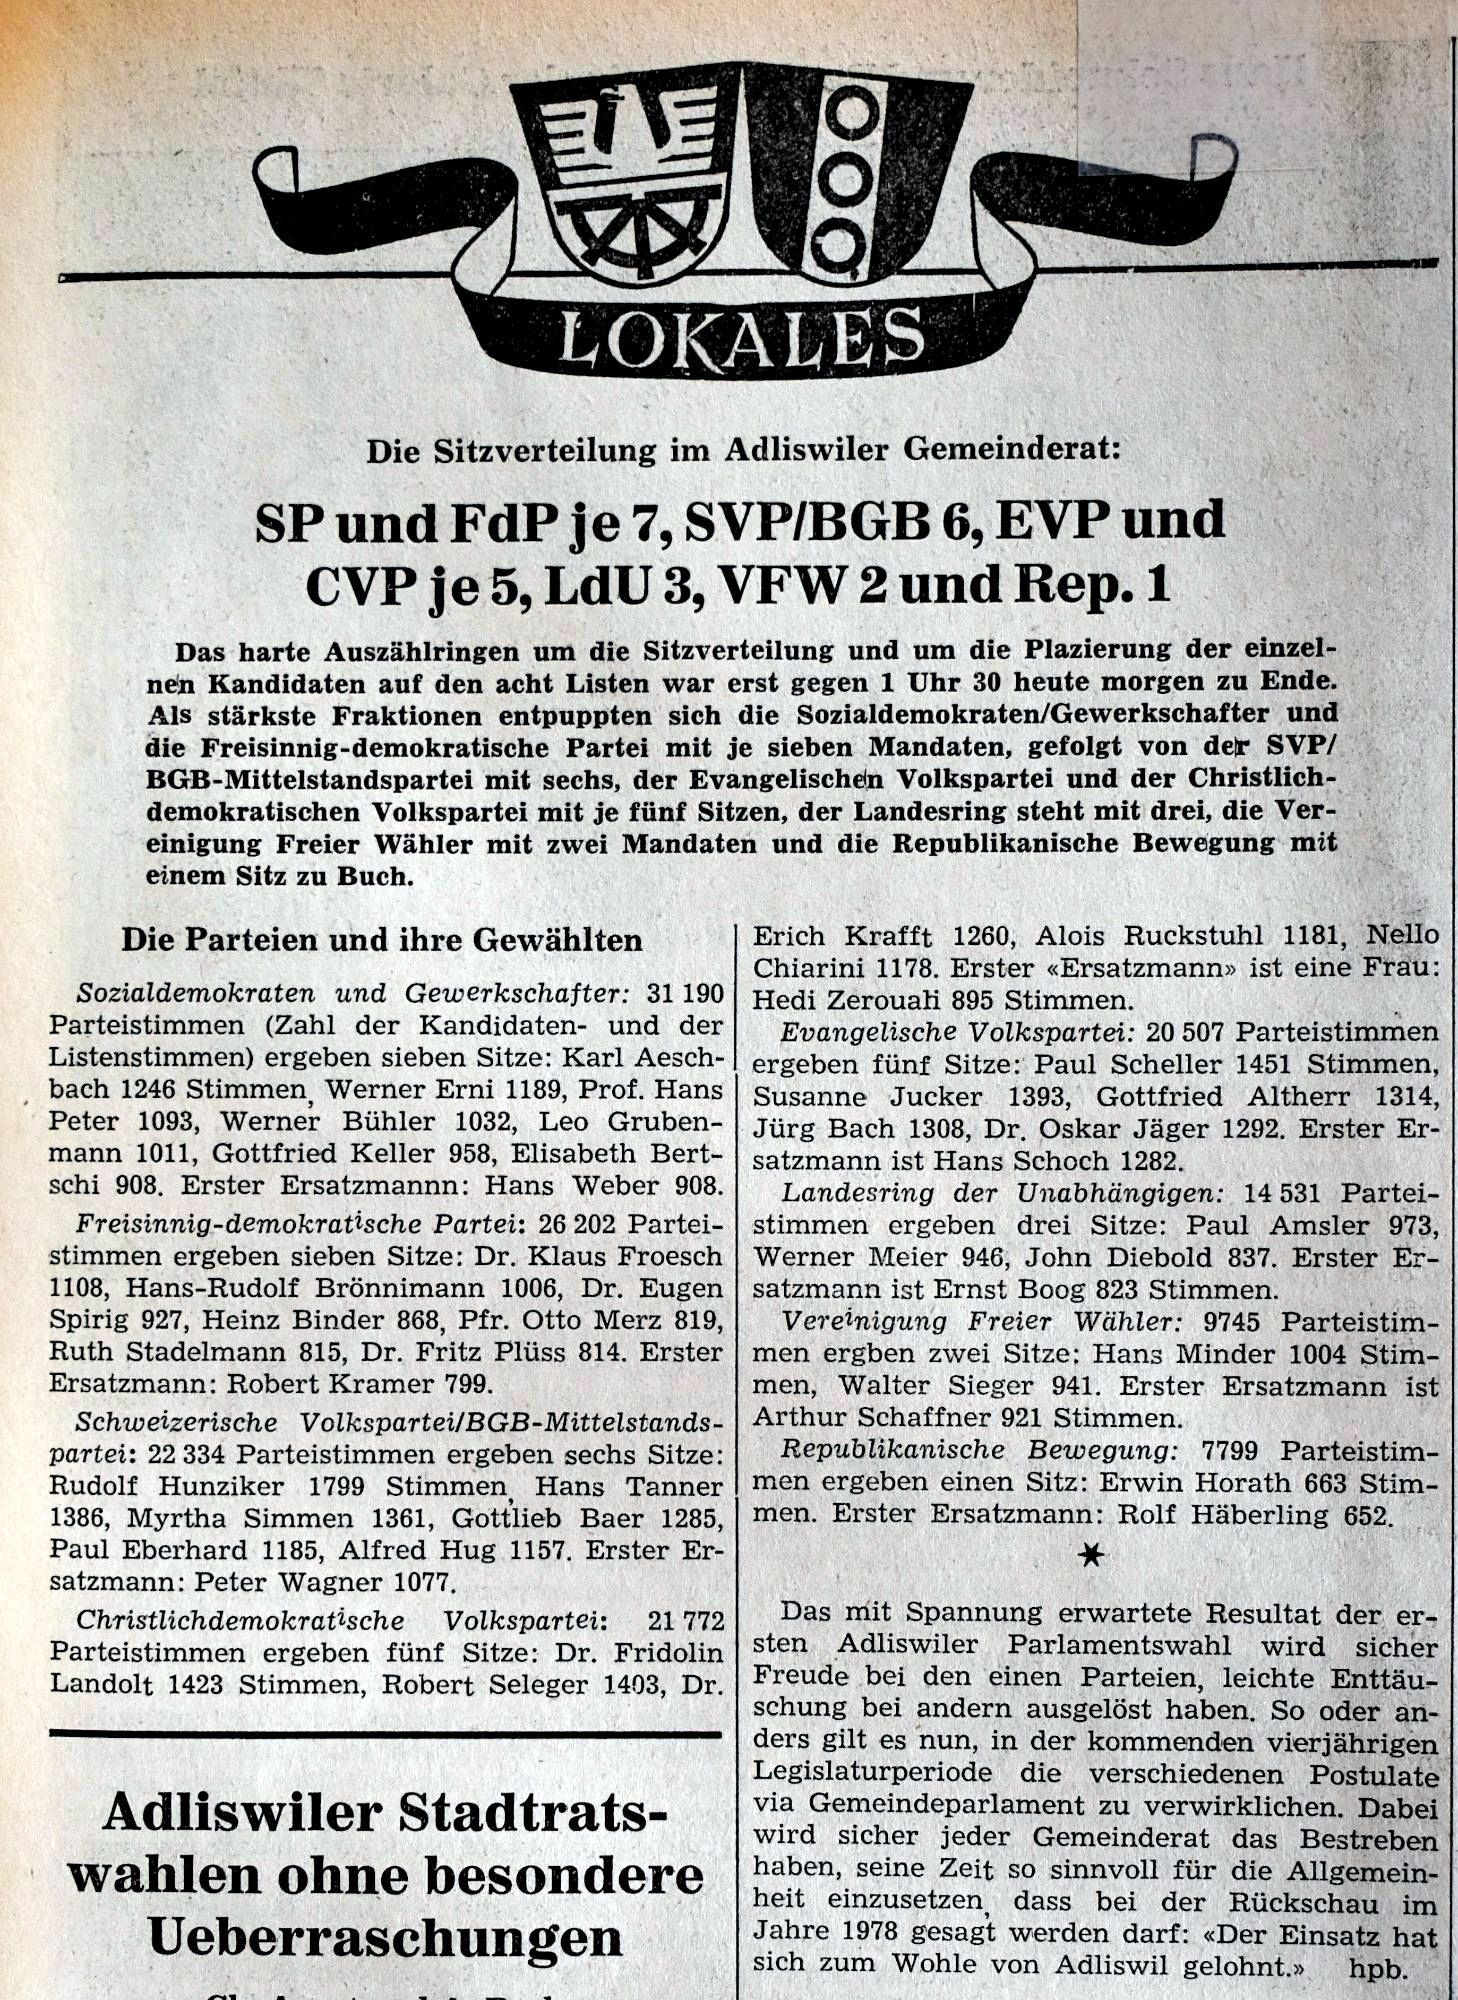 LOKALES
Die Sitzverteilung im Adliswiler Gemeinderat:
SP und FdP je 7, SVP/BGB 6, EVP und
CVP je 5, LdU 3, VFW 2 und Rep. 1
Das harte Auszählringen um die Sitzverteilung und um die Plazierung der einzel-
nen Kandidaten auf den acht Listen war erst gegen 1 Uhr 30 heute morgen zu Ende.
Als stärkste Fraktionen entpuppten sich die Sozialdemokraten/Gewerkschafter und
die Freisinnig-demokratische Partei mit je sieben Mandaten, gefolgt von der SVP/
BGB-Mittelstandspartei mit sechs, der Evangelischen Volkspartei und der Christlich-
demokratischen Volkspartei mit je fünf Sitzen, der Landesring steht mit drei, die Ver-
einigung Freier Wähler mit zwei Mandaten und die Republikanische Bewegung mit
einem Sitz zu Buch.
Die Parteien und ihre Gewählten
Sozialdemokraten und Gewerkschafter: 31 190
Parteistimmen (Zahl der Kandidaten- und der
Listenstimmen) ergeben sieben Sitze: Karl Aesch-
bach 1246 Stimmen, Werner Erni 1189, Prof. Hans
Peter 1093, Werner Bühler 1032, Leo Gruben-
mann 1011, Gottfried Keller 958, Elisabeth Bert-
schi 908. Erster Ersatzmannn: Hans Weber 908.
Freisinnig-demokratische Partei: 26 202 Partei-
stimmen ergeben sieben Sitze: Dr. Klaus Froesch
1108, Hans-Rudolf Brönnimann 1006, Dr. Eugen
Spirig 927, Heinz Binder 868, Pfr. Otto Merz 819,
Ruth Stadelmann 815, Dr. Fritz Plüss 814. Erster
Ersatzmann: Robert Kramer 799.
Schweizerische Volkspartei/BGB-Mittelstands-
partei: 22 334 Parteistimmen ergeben sechs Sitze:
Rudolf Hunziker 1799 Stimmen, Hans Tanner
1386, Myrtha Simmen 1361, Gottlieb Baer 1285,
Paul Eberhard 1185, Alfred Hug 1157. Erster Er-
satzmann: Peter Wagner 1077.
Christlichdemokratische Volkspartei: 21 772
Parteistimmen ergeben fünf Sitze: Dr. Fridolin
Landolt 1423 Stimmen, Robert Seleger 1403, Dr.
Adliswiler Stadtrats-
wahlen ohne besondere
Ueberraschungen
Erich Krafft 1260, Alois Ruckstuhl 1181, Nello
Chiarini 1178. Erster «Ersatzmann» ist eine Frau:
Hedi Zerouali 895 Stimmen.
Evangelische Volkspartei: 20 507 Parteistimmen
ergeben fünf Sitze: Paul Scheller 1451 Stimmen,
Susanne Jucker 1393, Gottfried Altherr 1314,
Jürg Bach 1308, Dr. Oskar Jäger 1292. Erster Er-
satzmann ist Hans Schoch 1282.
Landesring der Unabhängigen: 14 531 Partei-
stimmen ergeben drei Sitze: Paul Amsler 973,
Werner Meier 946, John Diebold 837. Erster Er-
satzmann ist Ernst Boog 823 Stimmen.
Vereinigung Freier Wähler: 9745 Parteistim-
men ergben zwei Sitze: Hans Minder 1004 Stim-
men, Walter Sieger 941. Erster Ersatzmann ist
Arthur Schaffner 921 Stimmen.
Republikanische Bewegung: 7799 Parteistim-
men ergeben einen Sitz: Erwin Horath 663 Stim-
men. Erster Ersatzmann: Rolf Häberling 652.
Das mit Spannung erwartete Resultat der er-
sten Adliswiler Parlamentswahl wird sicher
Freude bei den einen Parteien, leichte Enttäu-
schung bei andern ausgelöst haben. So oder an-
ders gilt es nun, in der kommenden vierjährigen
Legislaturperiode die verschiedenen Postulate
via Gemeindeparlament zu verwirklichen. Dabei
wird sicher jeder Gemeinderat das Bestreben
haben, seine Zeit so sinnvoll für die Allgemein-
heit einzusetzen, dass bei der Rückschau im
Jahre 1978 gesagt werden darf: «Der Einsatz hat
sich zum Wohle von Adliswil gelohnt.» hpb.